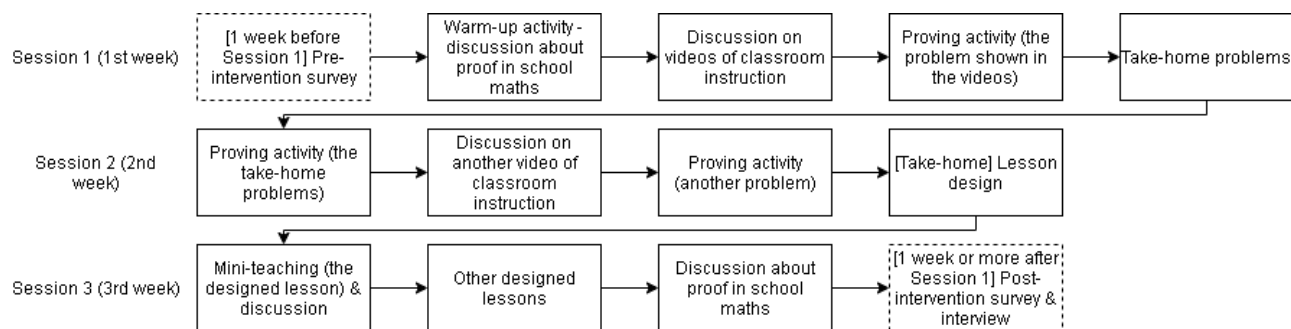 Session 1 (1st week)
[1 week before
Session 1] Pre-
intervention survey
Warm-up activity -
discussion about
proof in school
maths
Discussion on
videos of classroom
instruction
Proving activity (the
problem shown in
the videos)
Take-home problems
Session 2 (2nd
week)
Proving activity (the
take-home
problems)
Discussion on
another video of
classroom
instruction
Proving activity
(another problem)
[Take-home] Lesson
design
Session 3 (3rd week)
Mini-teaching (the
designed lesson) &
discussion
Other designed
lessons
Discussion about
proof in school
maths
[1 week or more after
Session 1] Post-
intervention survey &
interview